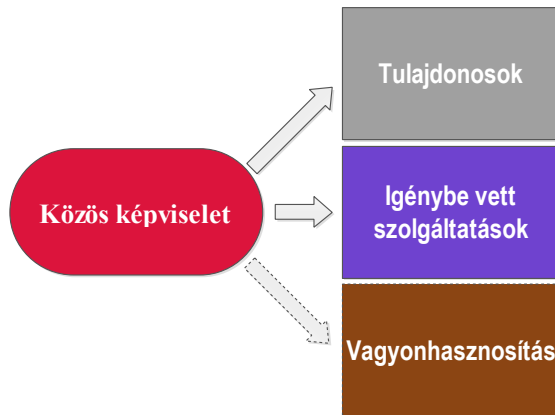 Tulajdonosok
Közös képviselet
Igénybe vett
szolgáltatások
Vagyonhasznosítás